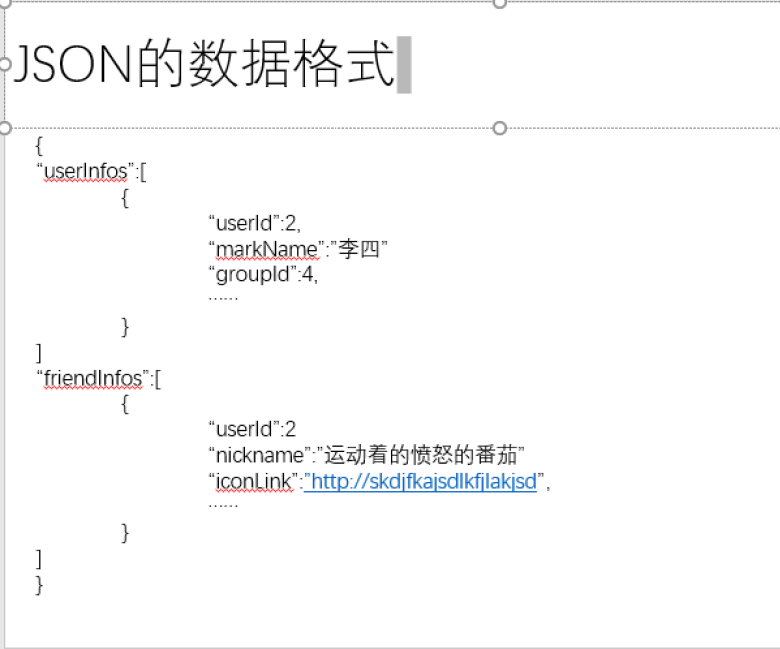 JSON的数据格式
{
“userInfos”:[
{
“userId”:2,
“markName”:”李四”
“groupId”:4,
……
}
]
“friendInfos”:[
{
“userId”:2
“nickname”:”运动着的愤怒的番茄”
“iconLink”:”http://skdjfkajsdlkfjlakjsd”,
……
}
]
}